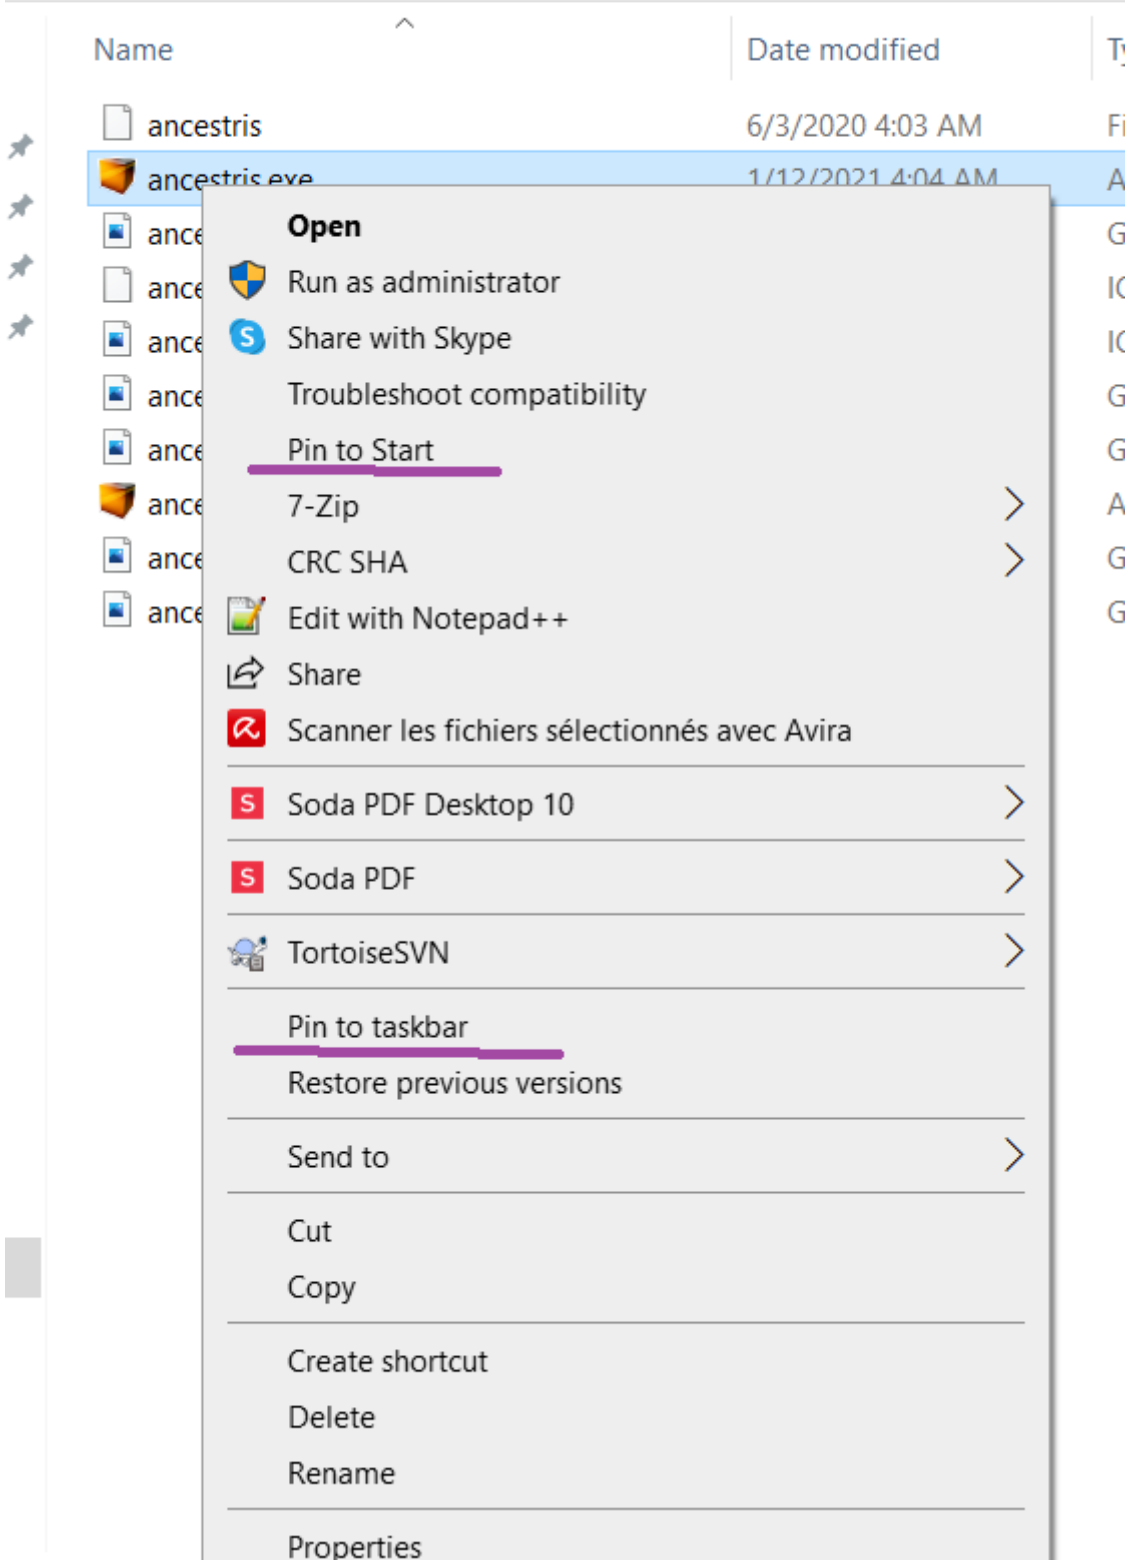 Name Date modified
ancestris 6/3/2020 4:03 AM
ancestris.exe 1/12/2021 4:04 AM
Open
Run as administrator
Share with Skype
Troubleshoot compatibility
Pin to Start
7-Zip
CRC SHA
Edit with Notepad++
Share
Scanner les fichiers sélectionnés avec Avira
Soda PDF Desktop 10
Soda PDF
TortoiseSVN
Pin to taskbar
Restore previous versions
Send to
Cut
Copy
Create shortcut
Delete
Rename
Properties